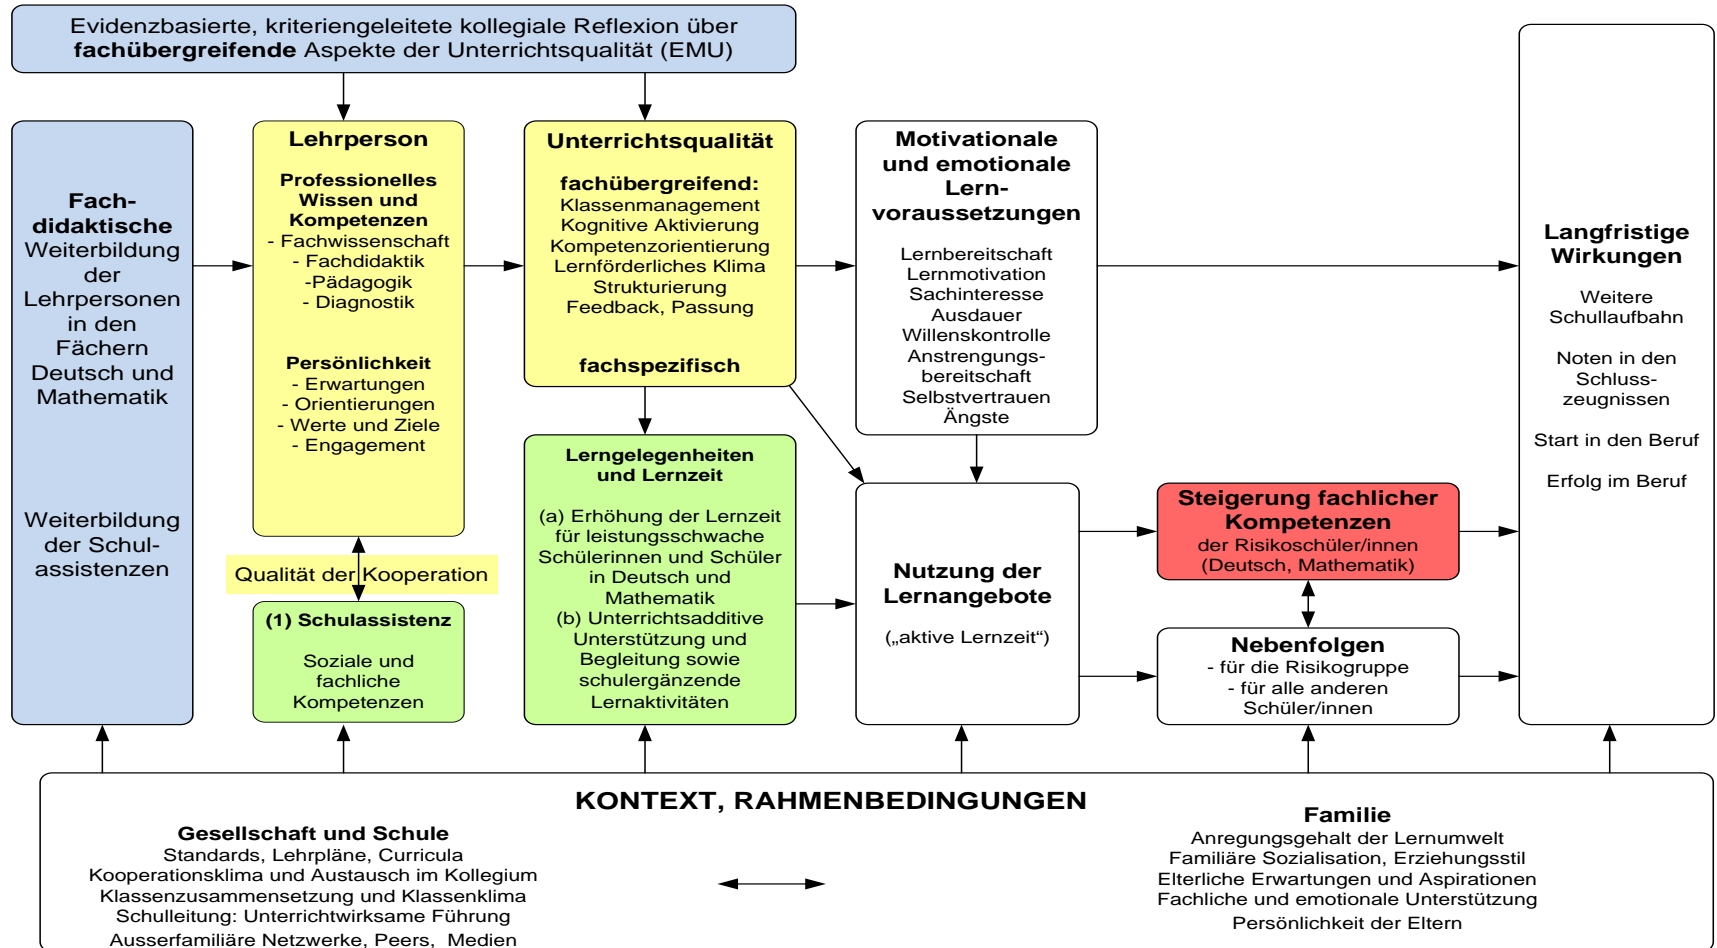 Evidenzbasierte, kriteriengeleitete kollegiale Reflexion über
fachübergreifende Aspekte der Unterrichtsqualität (EMU)
Fach-
didaktische
Weiterbildung
der
Lehrpersonen
in den
Fächern
Deutsch und
Mathematik
Weiterbildung
der Schul-
assistenzen
Lehrperson
Professionelles
Wissen und
Kompetenzen
- Fachwissenschaft
- Fachdidaktik
-Pädagogik
- Diagnostik
Persönlichkeit
- Erwartungen
- Orientierungen
- Werte und Ziele
- Engagement
Qualität der Kooperation
(1) Schulassistenz
Soziale und
fachliche
Kompetenzen
Unterrichtsqualität
fachübergreifend:
Klassenmanagement
Kognitive Aktivierung
Kompetenzorientierung
Lernförderliches Klima
Strukturierung
Feedback, Passung
fachspezifisch
Lerngelegenheiten
und Lernzeit
(a) Erhöhung der Lernzeit
für leistungsschwache
Schülerinnen und Schüler
in Deutsch und
Mathematik
(b) Unterrichtsadditive
Unterstützung und
Begleitung sowie
schulergänzende
Lernaktivitäten
Motivationale
und emotionale
Lern-
voraussetzungen
Lernbereitschaft
Lernmotivation
Sachinteresse
Ausdauer
Willenskontrolle
Anstrengungs-
bereitschaft
Selbstvertrauen
Ängste
Nutzung der
Lernangebote
(„aktive Lernzeit“)
Steigerung fachlicher
Kompetenzen
der Risikoschüler/innen
(Deutsch, Mathematik)
Nebenfolgen
- für die Risikogruppe
- für alle anderen
Schüler/innen
Langfristige
Wirkungen
Weitere
Schullaufbahn
Noten in den
Schluss-
zeugnissen
Start in den Beruf
Erfolg im Beruf
KONTEXT, RAHMENBEDINGUNGEN
Gesellschaft und Schule
Standards, Lehrpläne, Curricula
Kooperationsklima und Austausch im Kollegium
Klassenzusammensetzung und Klassenklima
Schulleitung: Unterrichtwirksame Führung
Ausserfamiliäre Netzwerke, Peers, Medien
Familie
Anregungsgehalt der Lernumwelt
Familiäre Sozialisation, Erziehungsstil
Elterliche Erwartungen und Aspirationen
Fachliche und emotionale Unterstützung
Persönlichkeit der Eltern